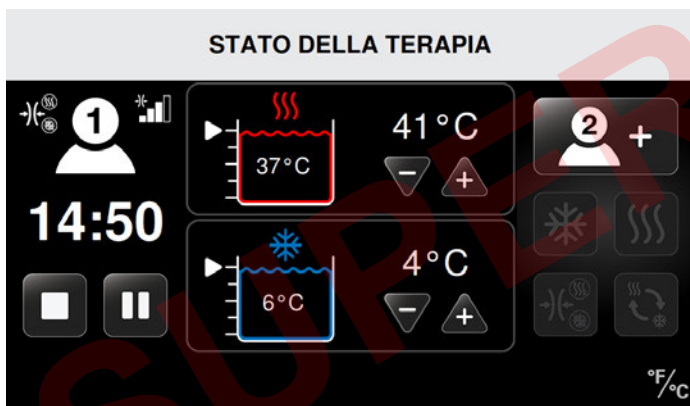 STATO DELLA TERAPIA
1
41°C
37°C
2 +
14:50
4°C
6°C
°F/°C
SUPER